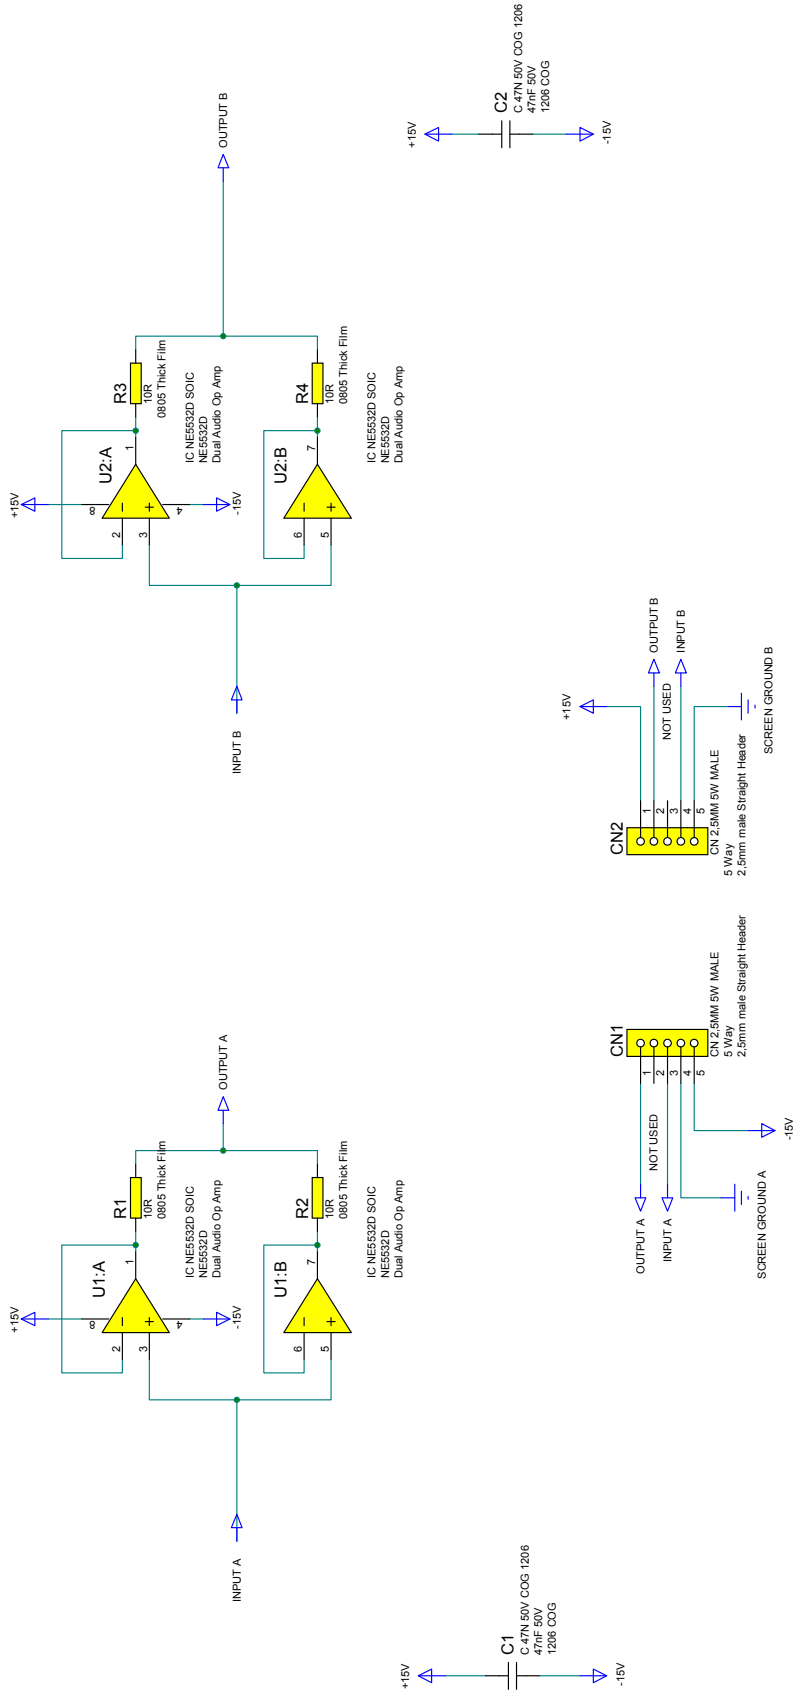 +15V
8
U1:A
2
3
1
4
-15V
R1
10R
0805 Thick Film
IC NE5532D SOIC
NE5532D
Dual Audio Op Amp
INPUT A
OUTPUT A
U1:B
6
5
7
R2
10R
0805 Thick Film
IC NE5532D SOIC
NE5532D
Dual Audio Op Amp
+15V
8
U2:A
2
3
1
4
-15V
R3
10R
0805 Thick Film
IC NE5532D SOIC
NE5532D
Dual Audio Op Amp
INPUT B
OUTPUT B
U2:B
6
5
7
R4
10R
0805 Thick Film
IC NE5532D SOIC
NE5532D
Dual Audio Op Amp
+15V
C1
C 47N 50V COG 1206
47nF 50V
1206 COG
-15V
OUTPUT A
NOT USED
INPUT A
SCREEN GROUND A
-15V
CN1
1
2
3
4
5
CN 2,5MM 5W MALE
5 Way
2,5mm male Straight Header
CN2
1
2
3
4
5
CN 2,5MM 5W MALE
5 Way
2,5mm male Straight Header
+15V
OUTPUT B
NOT USED
INPUT B
SCREEN GROUND B
+15V
C2
C 47N 50V COG 1206
47nF 50V
1206 COG
-15V